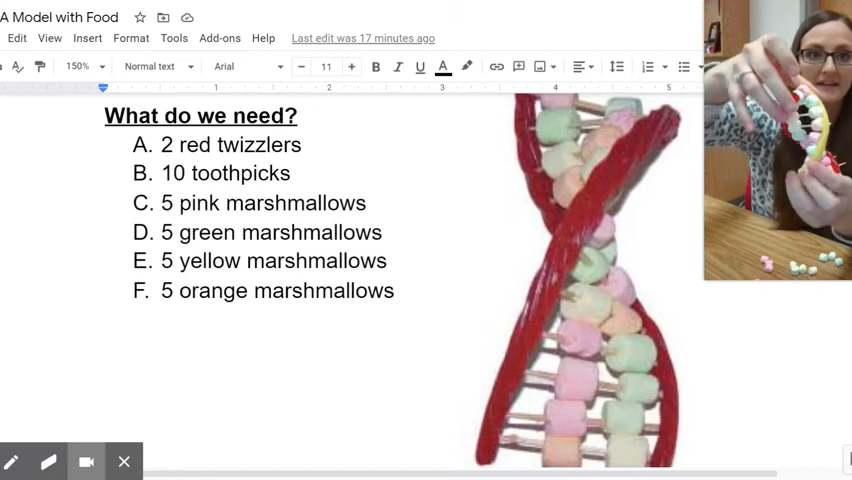 A Model with Food
Edit View Insert Format Tools Add-ons Help Last edit was 17 minutes ago
150% Normal text Arial 11 B I U A
1 2 3 4 5
What do we need?
A. 2 red twizzlers
B. 10 toothpicks
C. 5 pink marshmallows
D. 5 green marshmallows
E. 5 yellow marshmallows
F. 5 orange marshmallows